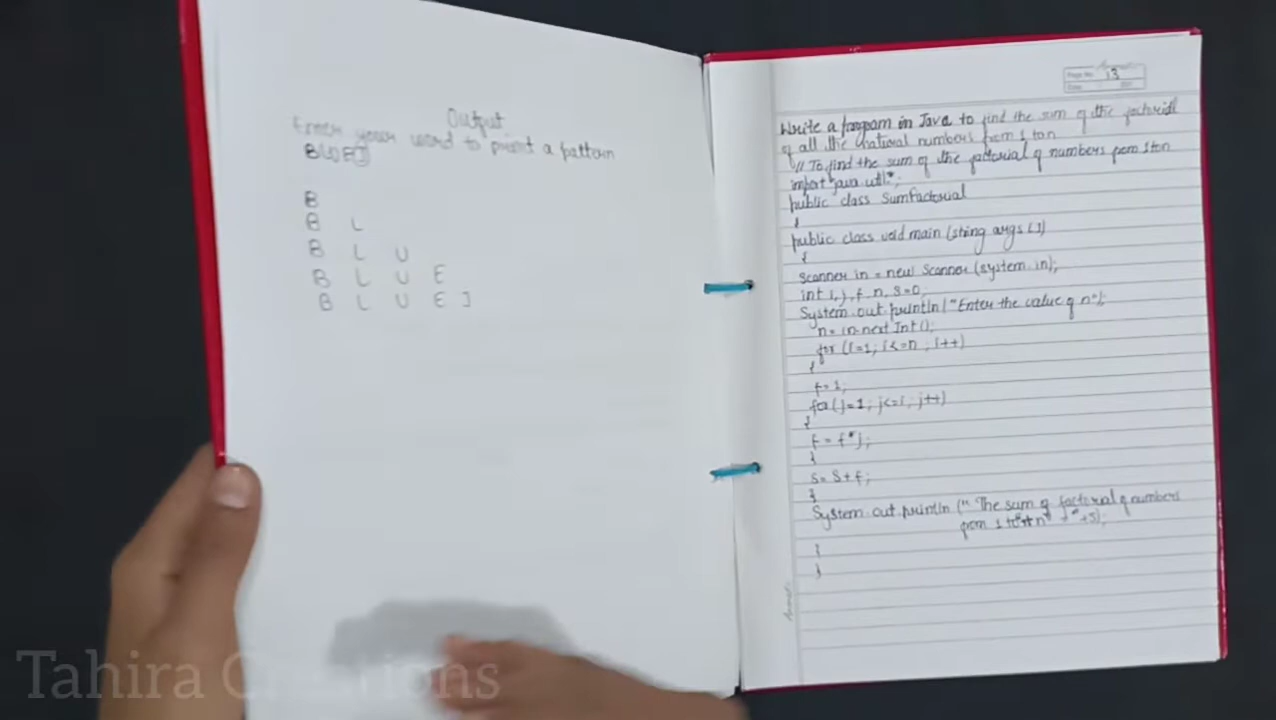 Output
Enter your word to print a pattern
BLUEJ
B
B L
B L U
B L U E
B L U E J
Page No. 13
Date
Write a program in Java to find the sum of the factorial
of all the natural numbers from 1 to n
// To find the sum of the factorial of numbers from 1 to n
import java.util.*;
public class SumFactorial
{
public class void main (string args [])
{
Scanner in = new Scanner (system.in);
int i, j, f, n, s=0;
System.out.println ("Enter the value of n");
n = in.next Int ();
for (i=1; i<=n ; i++)
{
f=1;
for (j=1; j<=i; j++)
{
f = f*j;
}
s = s+f;
}
System.out.println (" The sum of factorial of numbers
from 1 to
}
}
Tahira Creations